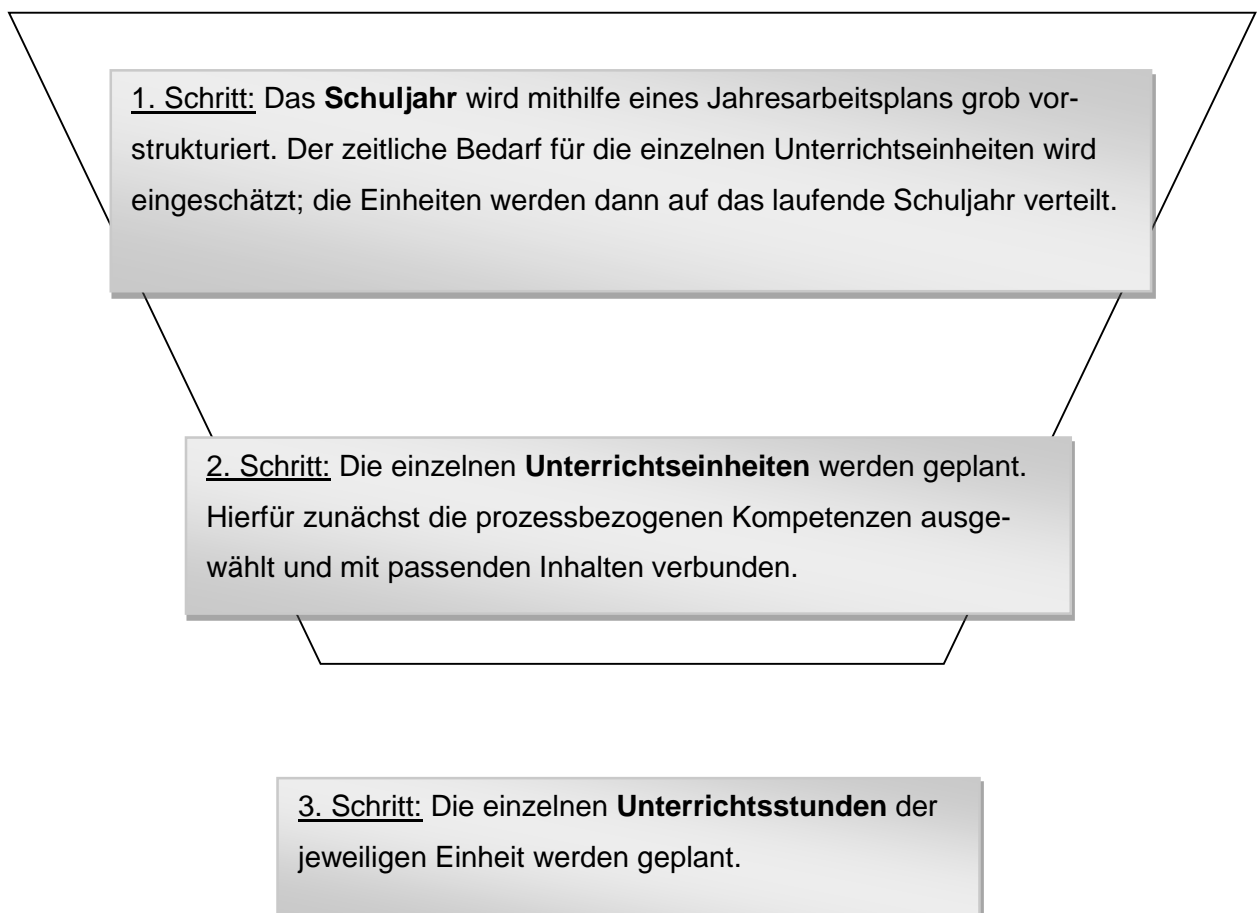 1. Schritt: Das Schuljahr wird mithilfe eines Jahresarbeitsplans grob vor-
strukturiert. Der zeitliche Bedarf für die einzelnen Unterrichtseinheiten wird
eingeschätzt; die Einheiten werden dann auf das laufende Schuljahr verteilt.
2. Schritt: Die einzelnen Unterrichtseinheiten werden geplant.
Hierfür zunächst die prozessbezogenen Kompetenzen ausge-
wählt und mit passenden Inhalten verbunden.
3. Schritt: Die einzelnen Unterrichtsstunden der
jeweiligen Einheit werden geplant.